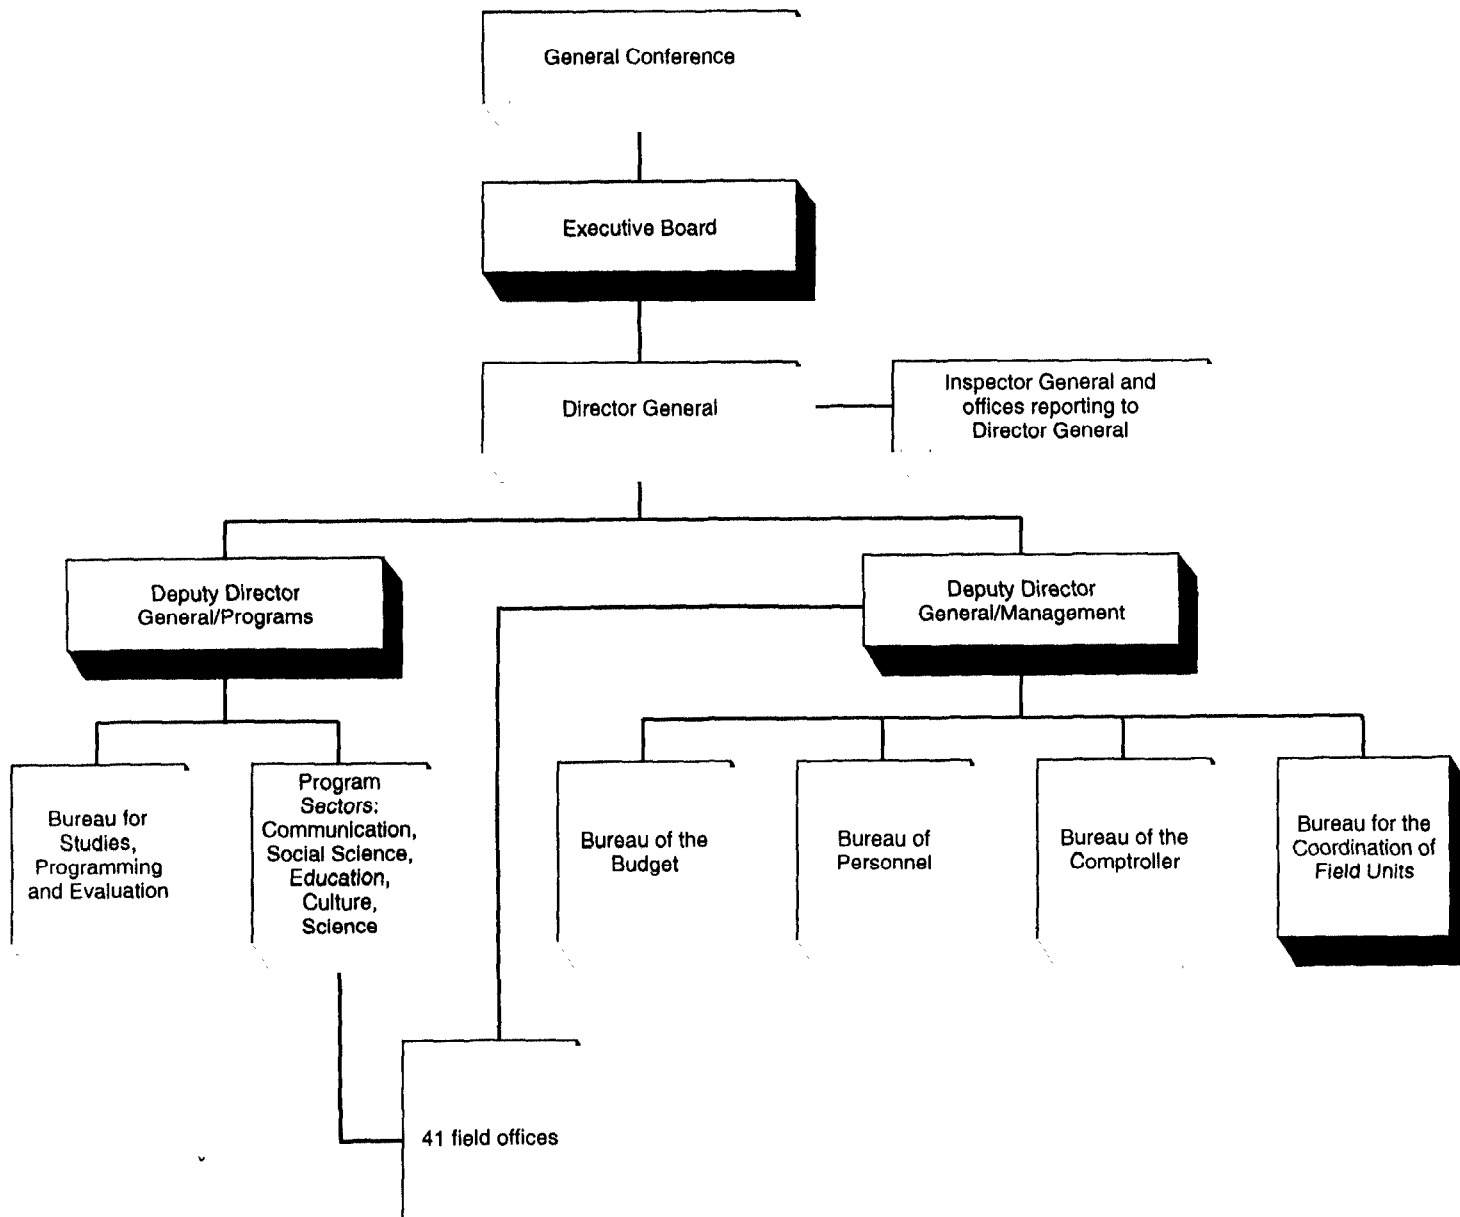 General Conference
Executive Board
Director General
Inspector General and
offices reporting to
Director General
Deputy Director
General/Programs
Deputy Director
General/Management
Bureau for
Studies,
Programming
and Evaluation
Program
Sectors:
Communication,
Social Science,
Education,
Culture,
Science
Bureau of the
Budget
Bureau of
Personnel
Bureau of the
Comptroller
Bureau for the
Coordination of
Field Units
41 field offices